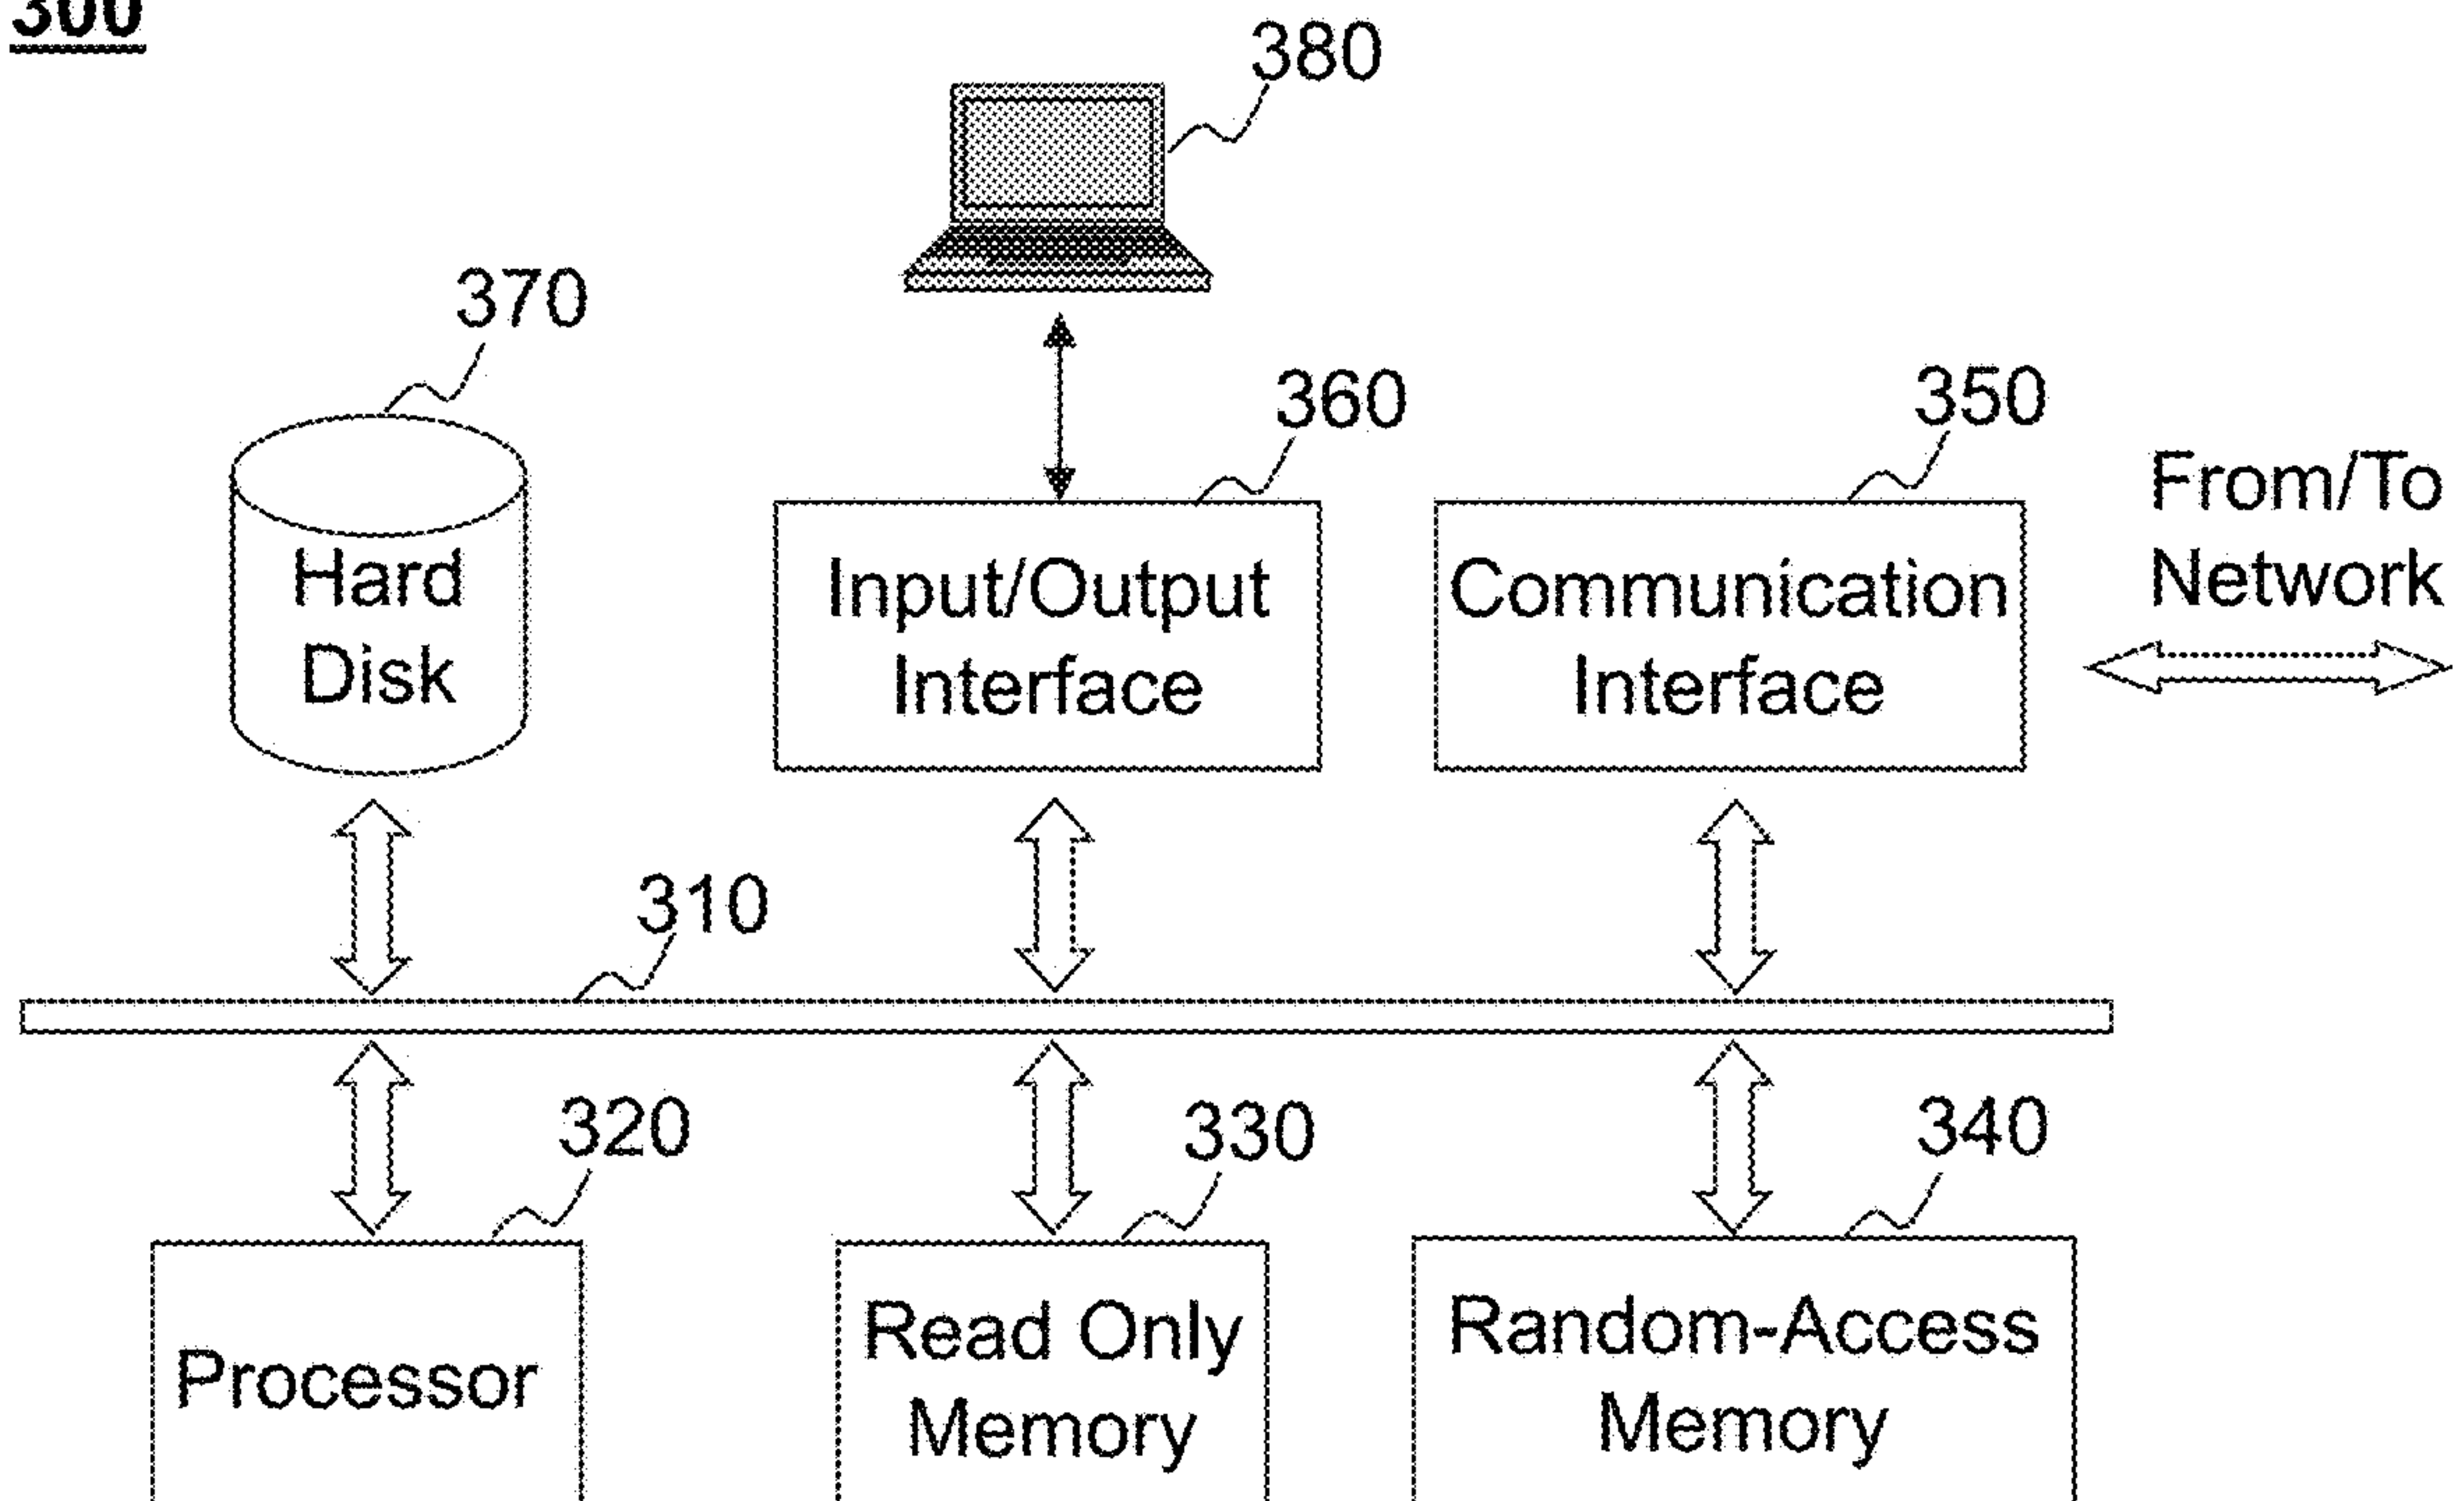 300
380
370
360
350
From/To
Network
Hard
Disk
Input/Output
Interface
Communication
Interface
310
320
330
340
Processor
Read Only
Memory
Random-Access
Memory